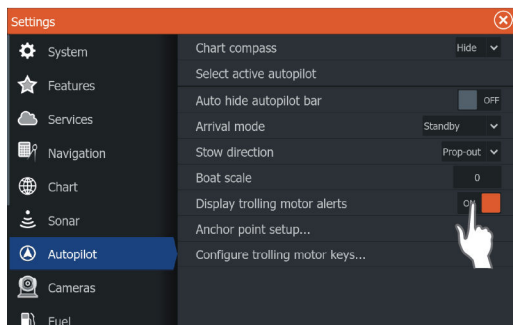 Settings
System
Features
Services
Navigation
Chart
Sonar
Autopilot
Cameras
Fuel
Chart compass Hide
Select active autopilot
Auto hide autopilot bar OFF
Arrival mode Standby
Stow direction Prop-out
Boat scale 0
Display trolling motor alerts
Anchor point setup...
Configure trolling motor keys...